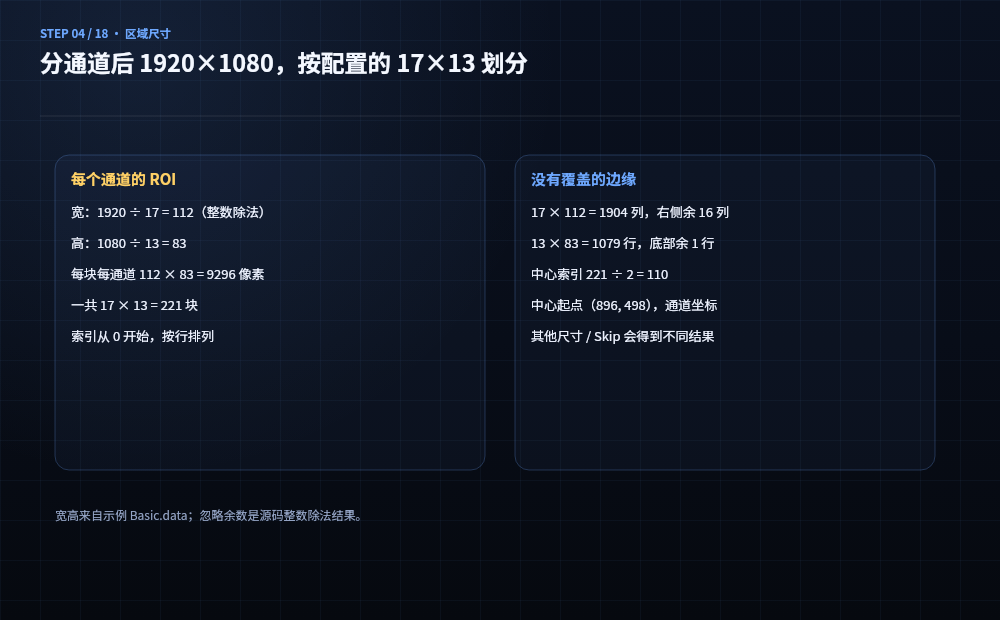 STEP 04 / 18 · 区域尺寸
分通道后 1920×1080，按配置的 17×13 划分
每个通道的 ROI
宽：1920 ÷ 17 = 112（整数除法）
高：1080 ÷ 13 = 83
每块每通道 112 × 83 = 9296 像素
一共 17 × 13 = 221 块
索引从 0 开始，按行排列
没有覆盖的边缘
17 × 112 = 1904 列，右侧余 16 列
13 × 83 = 1079 行，底部余 1 行
中心索引 221 ÷ 2 = 110
中心起点（896, 498），通道坐标
其他尺寸 / Skip 会得到不同结果
宽高来自示例 Basic.data；忽略余数是源码整数除法结果。